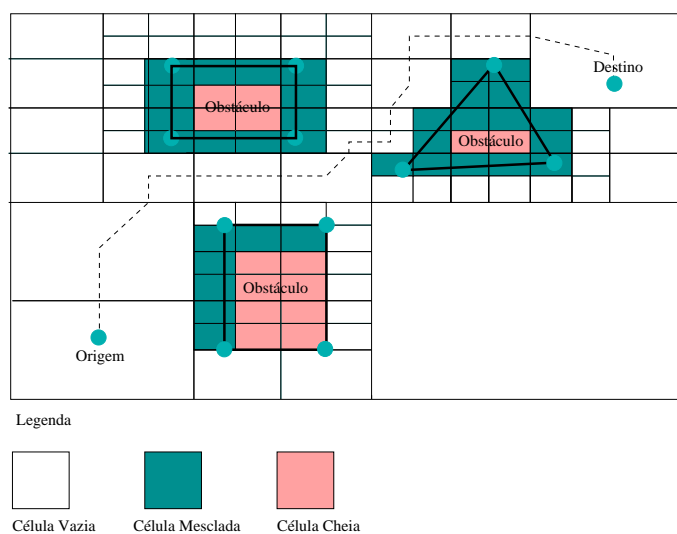 Destino
Obstáculo
Obstáculo
Obstáculo
Origem
Legenda
Célula Vazia
Célula Mesclada
Célula Cheia